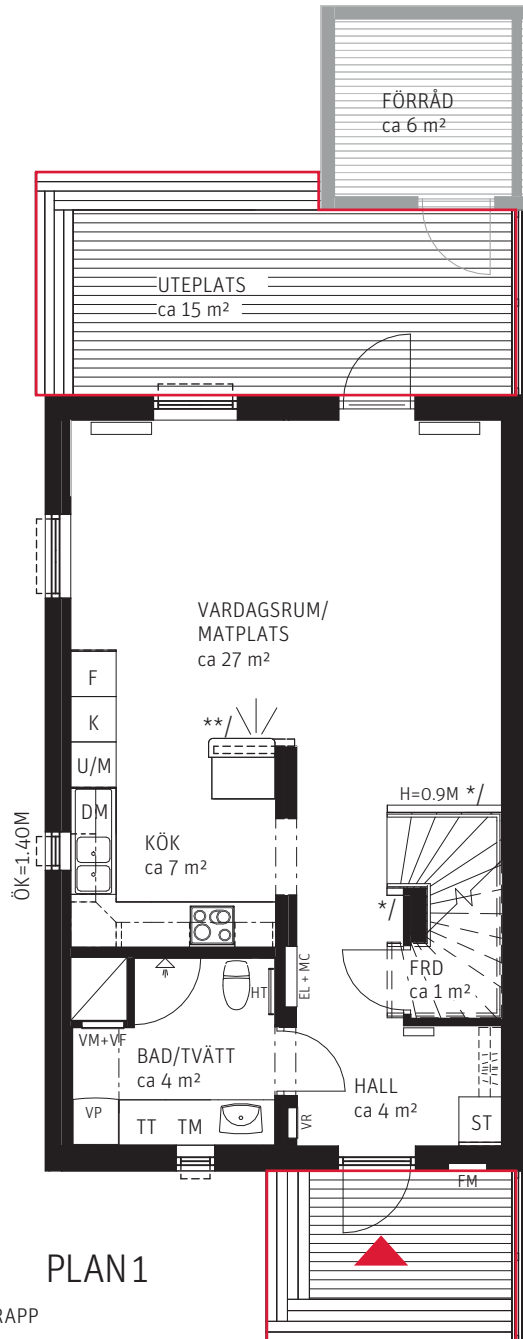 FÖRRÅD
ca 6 m²
UTEPLATS
ca 15 m²
VARDAGSRUM/
MATPLATS
ca 27 m²
F
K
**/
U/M
H=0.9M */
DM
ÖK=1.40M
KÖK
ca 7 m²
*/
EL + MC
FRD
ca 1 m²
HT
VM+VF
BAD/TVÄTT
ca 4 m²
HALL
ca 4 m²
VP
TT TM
VR
ST
FM
PLAN 1
RAPP